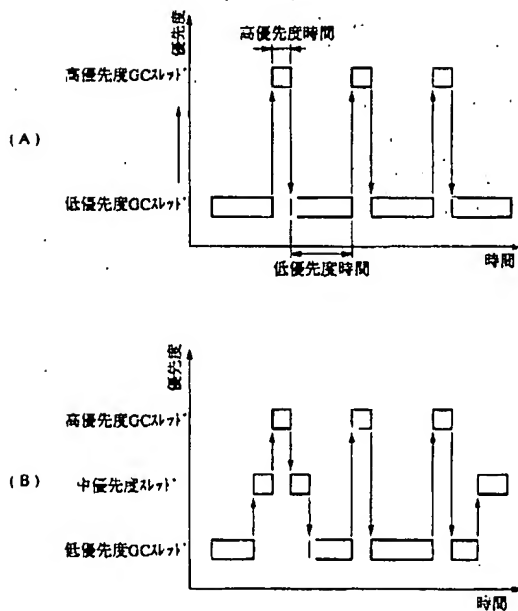 (A)
優先度
高優先度時間
高優先度GCスレッド
低優先度GCスレッド
低優先度時間
時間
(B)
優先度
高優先度GCスレッド
中優先度スレッド
低優先度GCスレッド
時間